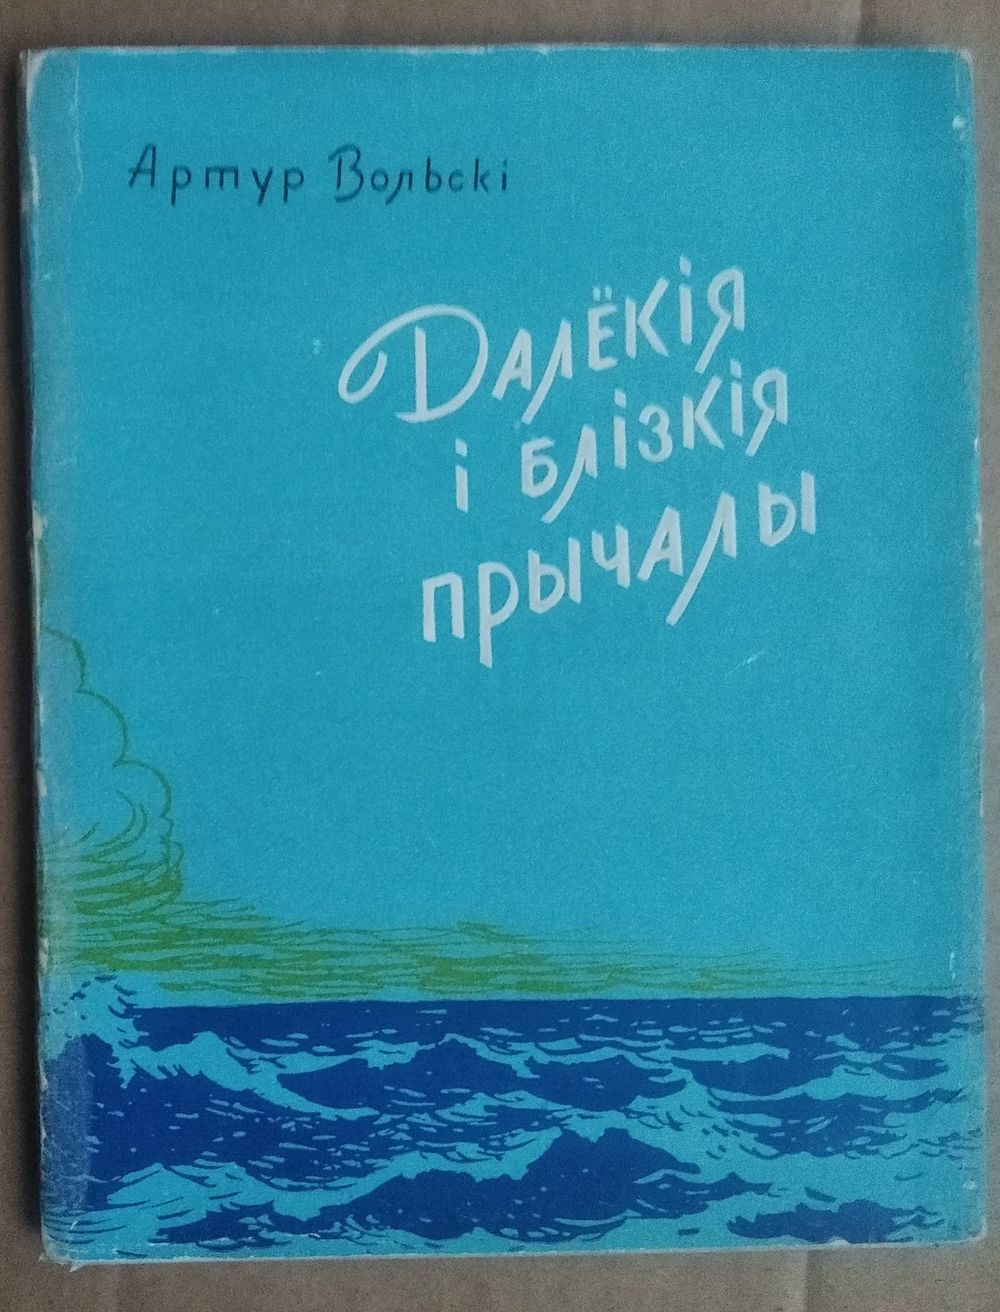 Артур Вольскі
Далёкія
і блізкія
прычалы